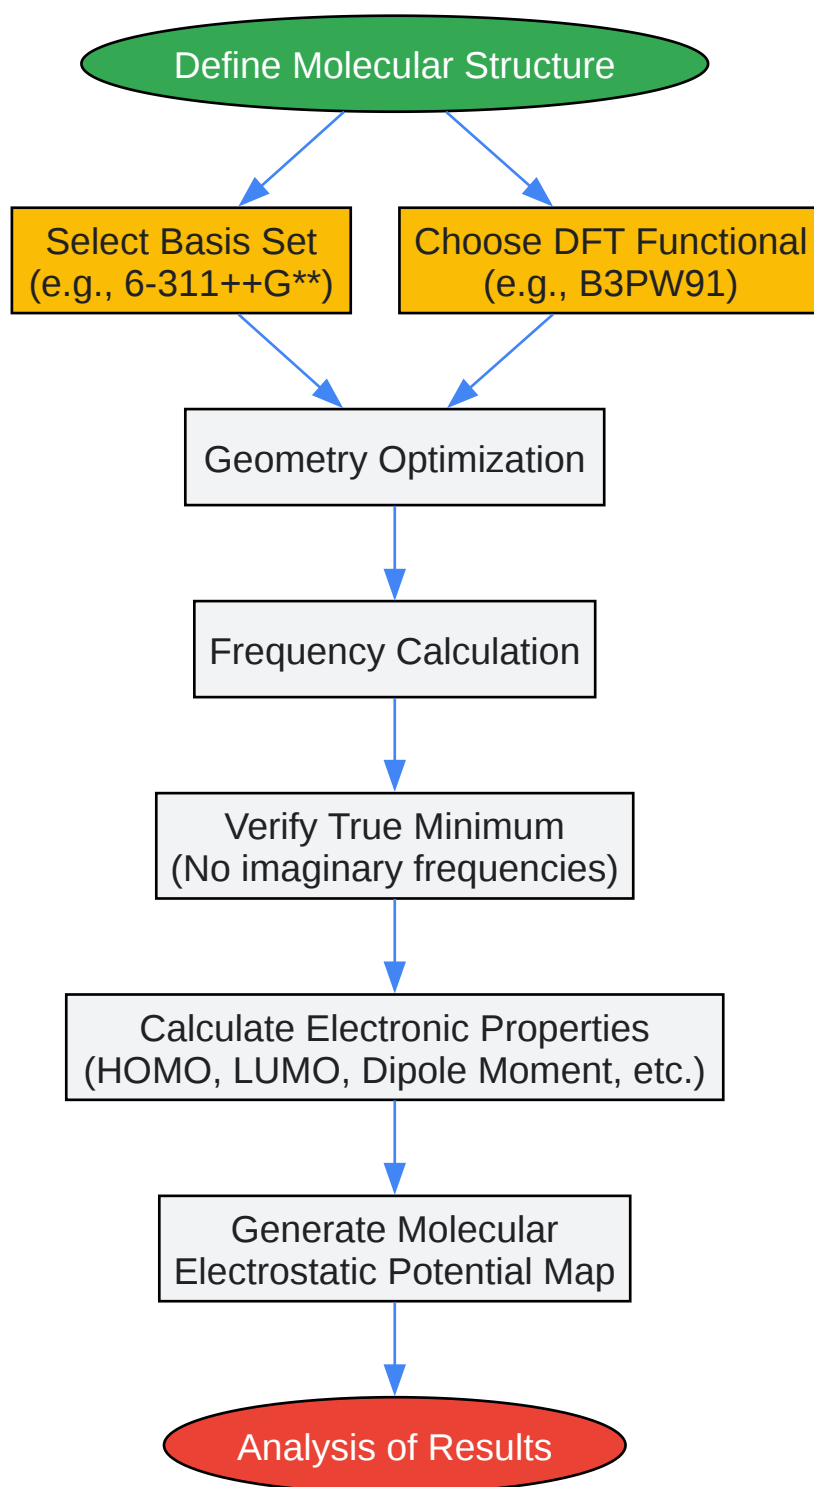 Define Molecular Structure
Select Basis Set
(e.g., 6-311++G**)
Choose DFT Functional
(e.g., B3PW91)
Geometry Optimization
Frequency Calculation
Verify True Minimum
(No imaginary frequencies)
Calculate Electronic Properties
(HOMO, LUMO, Dipole Moment, etc.)
Generate Molecular
Electrostatic Potential Map
Analysis of Results